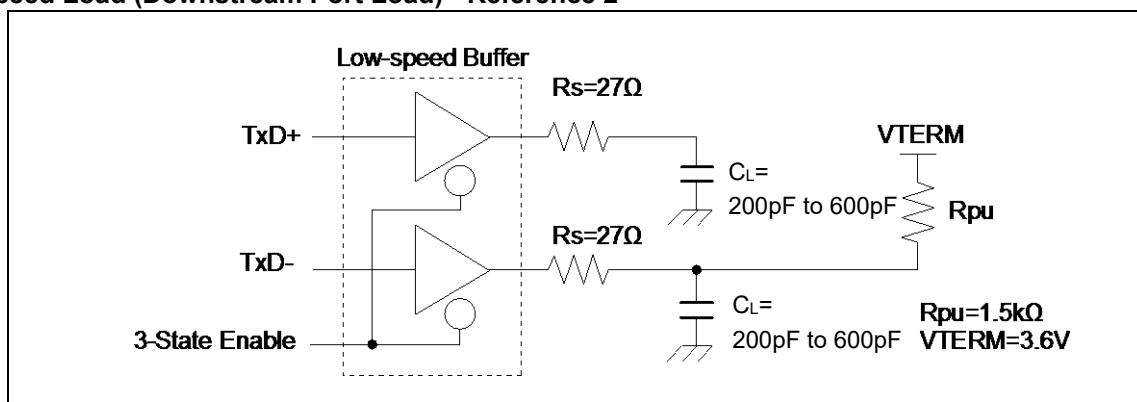 Low-speed Buffer
Rs=27Ω
TxD+
VTERM
CL=
200pF to 600pF
Rpu
Rs=27Ω
TxD-
CL=
200pF to 600pF
Rpu=1.5kΩ
VTERM=3.6V
3-State Enable